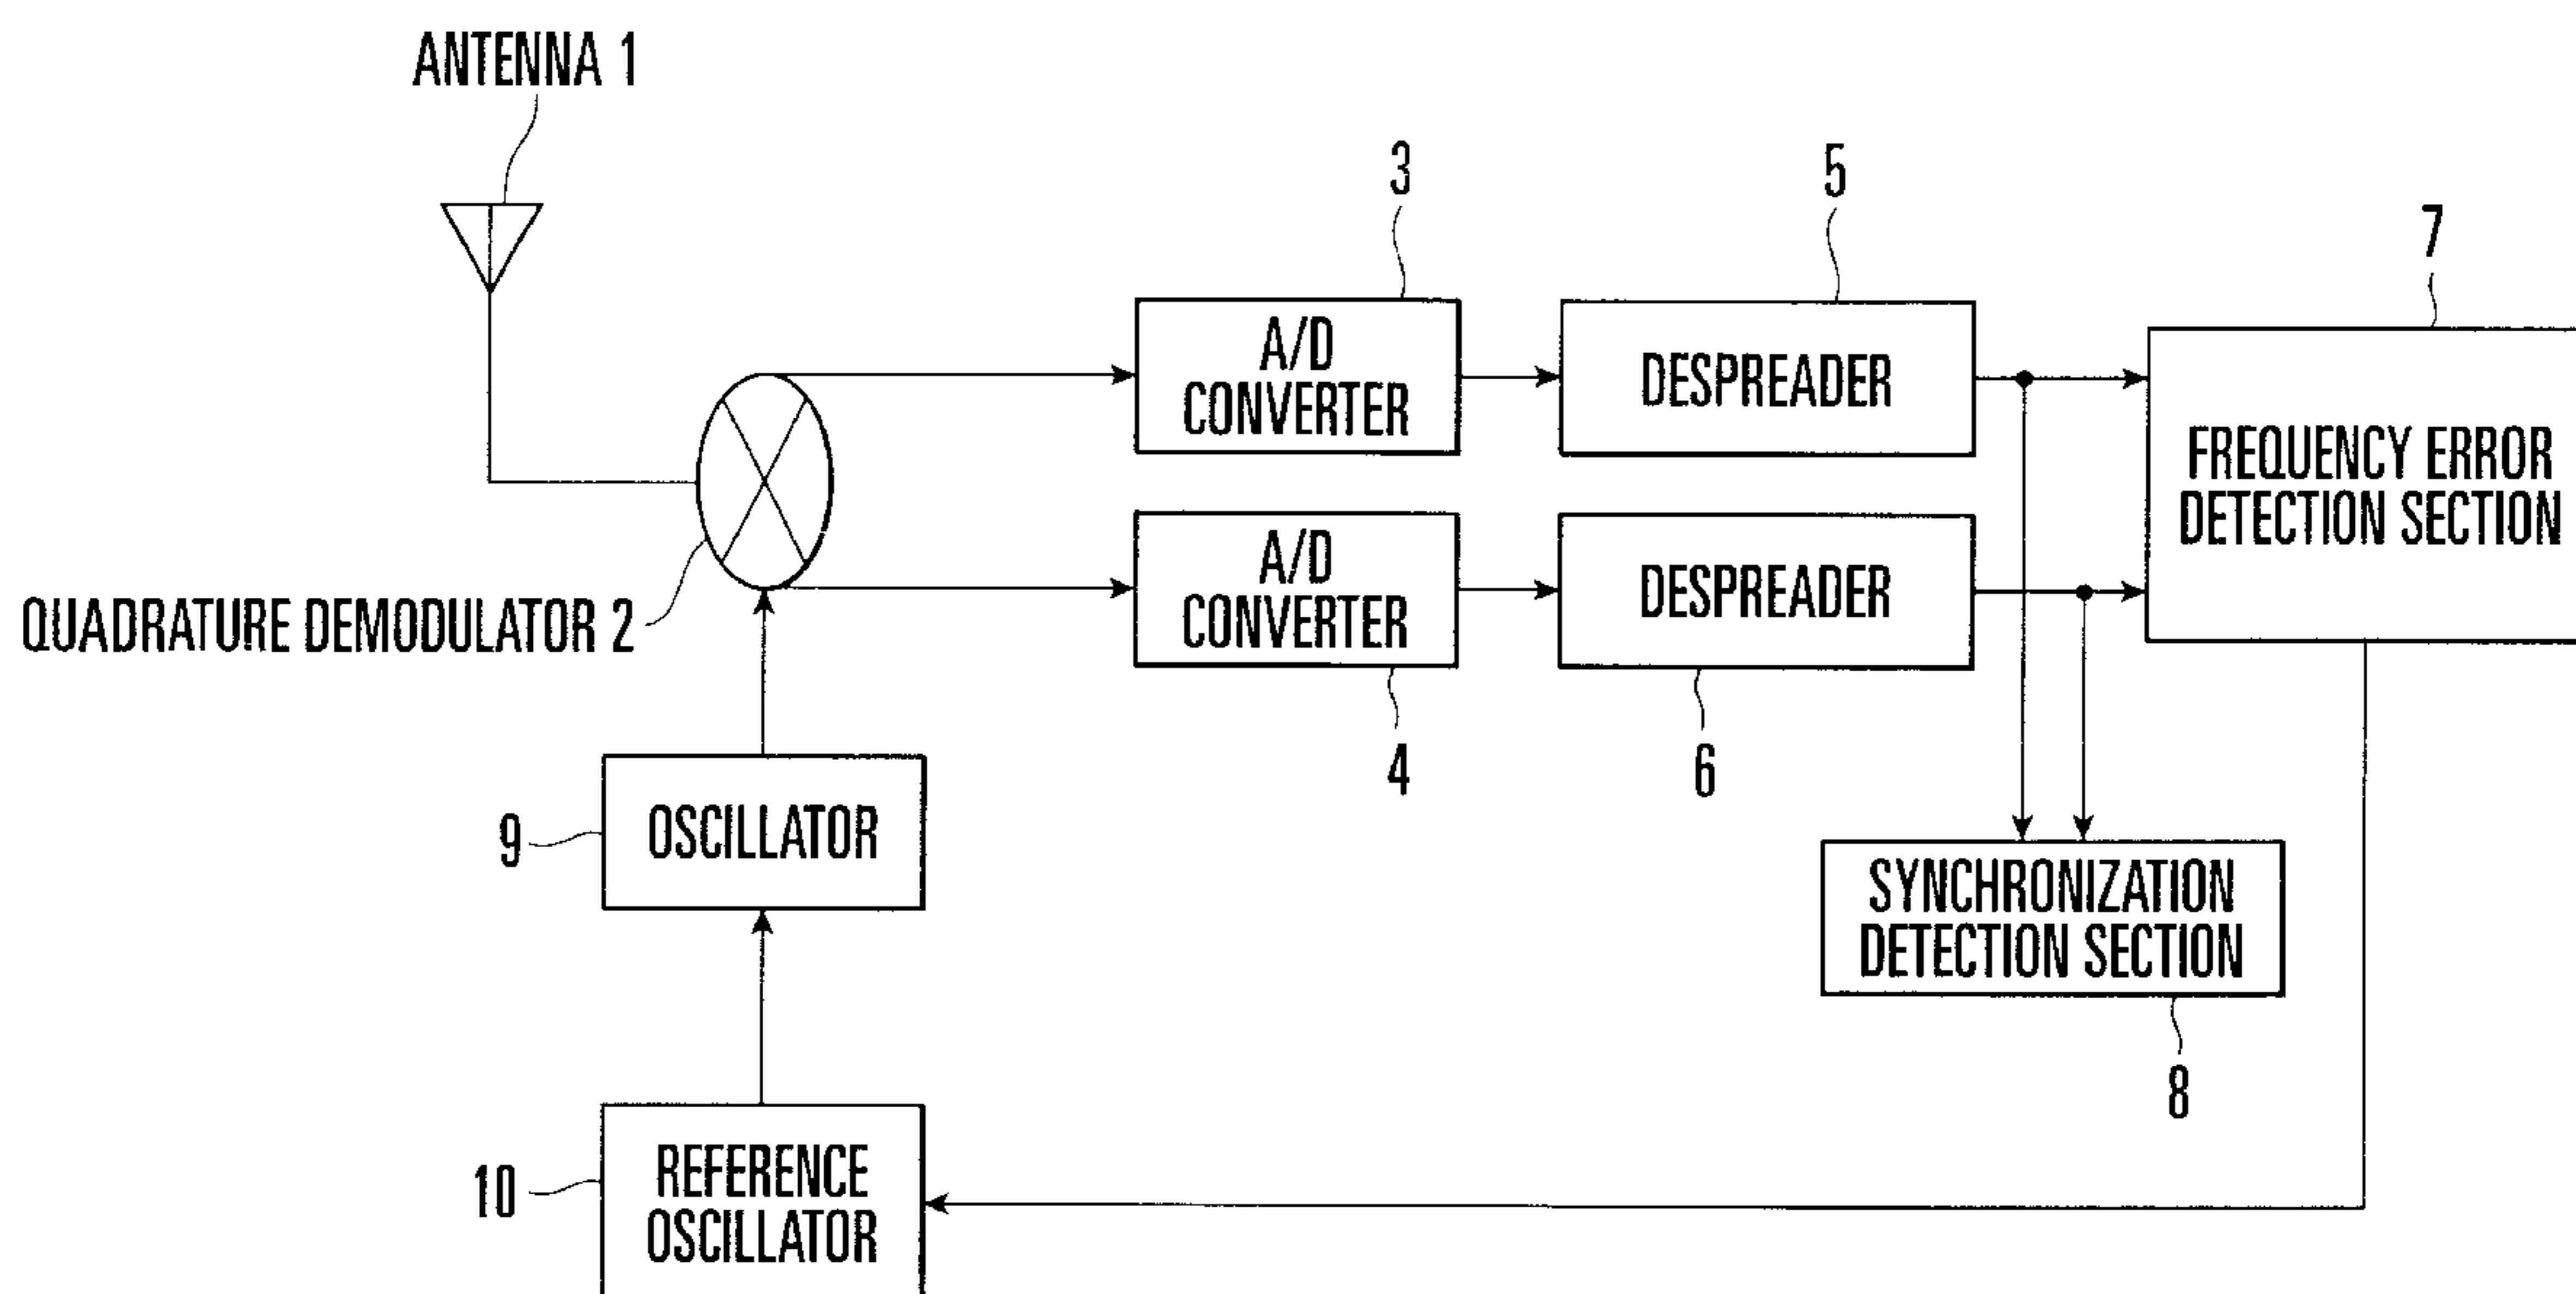 ANTENNA 1
3
5
7
A/D
CONVERTER
DESPREADER
FREQUENCY ERROR
DETECTION SECTION
A/D
CONVERTER
DESPREADER
QUADRATURE DEMODULATOR 2
4
6
9
OSCILLATOR
SYNCHRONIZATION
DETECTION SECTION
8
10
REFERENCE
OSCILLATOR